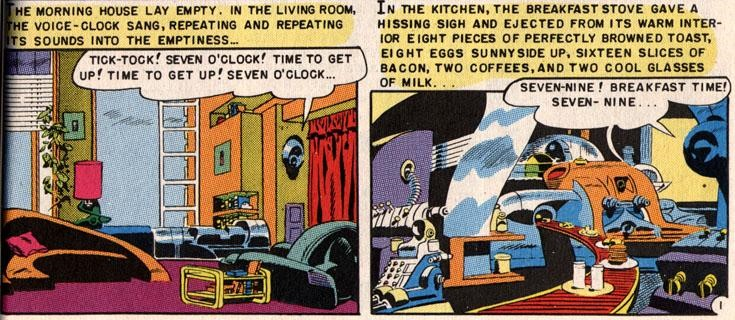 THE MORNING HOUSE LAY EMPTY. IN THE LIVING ROOM,
THE VOICE-CLOCK SANG, REPEATING AND REPEATING
ITS SOUNDS INTO THE EMPTINESS...
TICK-TOCK! SEVEN O'CLOCK! TIME TO GET
UP! TIME TO GET UP! SEVEN O'CLOCK...
IN THE KITCHEN, THE BREAKFAST STOVE GAVE A
HISSING SIGH AND EJECTED FROM ITS WARM INTER-
IOR EIGHT PIECES OF PERFECTLY BROWNED TOAST,
EIGHT EGGS SUNNYSIDE UP, SIXTEEN SLICES OF
BACON, TWO COFFEES, AND TWO COOL GLASSES
OF MILK...
SEVEN-NINE! BREAKFAST TIME!
SEVEN-NINE...
1